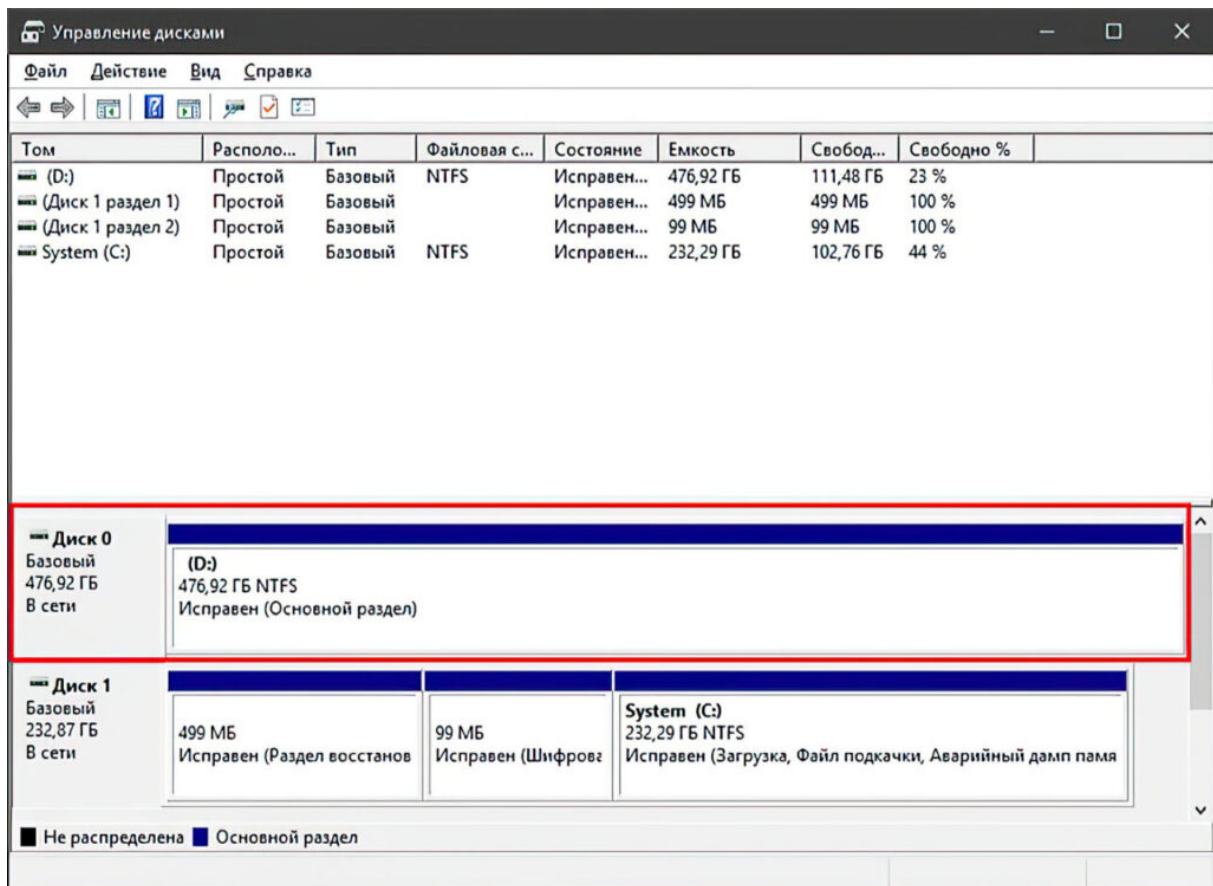 Управление дисками
Файл Действие Вид Справка
Том Располо... Тип Файловая с... Состояние Емкость Свобод... Свободно %
(D:) Простой Базовый NTFS Исправен... 476,92 ГБ 111,48 ГБ 23 %
(Диск 1 раздел 1) Простой Базовый Исправен... 499 МБ 499 МБ 100 %
(Диск 1 раздел 2) Простой Базовый Исправен... 99 МБ 99 МБ 100 %
System (C:) Простой Базовый NTFS Исправен... 232,29 ГБ 102,76 ГБ 44 %
Диск 0
Базовый
476,92 ГБ
В сети
(D:)
476,92 ГБ NTFS
Исправен (Основной раздел)
Диск 1
Базовый
232,87 ГБ
В сети
499 МБ
Исправен (Раздел восстанов
99 МБ
Исправен (Шифрова
System (C:)
232,29 ГБ NTFS
Исправен (Загрузка, Файл подкачки, Аварийный дамп памя
Не распределена Основной раздел